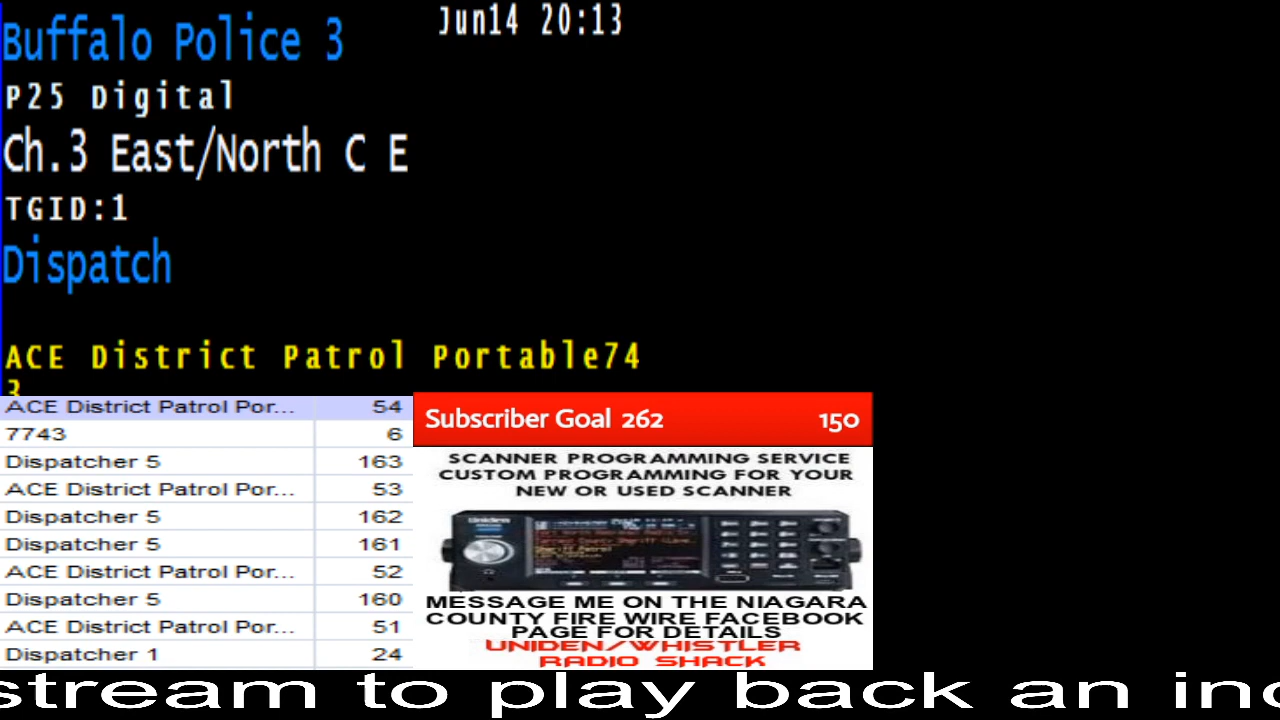 Buffalo Police 3
Jun14 20:13
P25 Digital
Ch.3 East/North C E
TGID:1
Dispatch
ACE District Patrol Portable74
3
ACE District Patrol Por... 54
7743 6
Dispatcher 5 163
ACE District Patrol Por... 53
Dispatcher 5 162
Dispatcher 5 161
ACE District Patrol Por... 52
Dispatcher 5 160
ACE District Patrol Por... 51
Dispatcher 1 24
Subscriber Goal 262 150
SCANNER PROGRAMMING SERVICE
CUSTOM PROGRAMMING FOR YOUR
NEW OR USED SCANNER
Uniden
MESSAGE ME ON THE NIAGARA
COUNTY FIRE WIRE FACEBOOK
PAGE FOR DETAILS
UNIDEN/WHISTLER
RADIO SHACK
stream to play back an inc